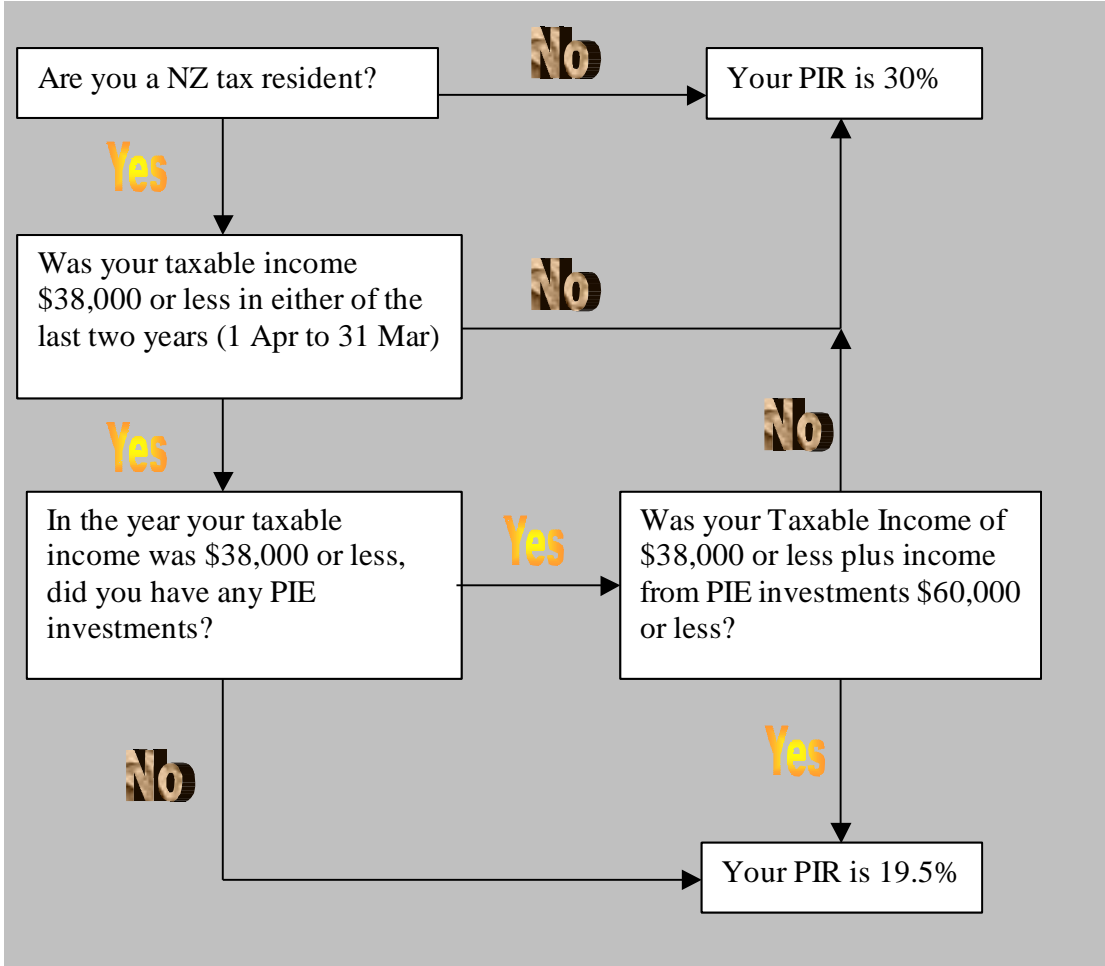 Are you a NZ tax resident?
No
Your PIR is 30%
Yes
Was your taxable income
$38,000 or less in either of the
last two years (1 Apr to 31 Mar)
No
Yes
No
In the year your taxable
income was $38,000 or less,
did you have any PIE
investments?
Yes
Was your Taxable Income of
$38,000 or less plus income
from PIE investments $60,000
or less?
No
Yes
Your PIR is 19.5%